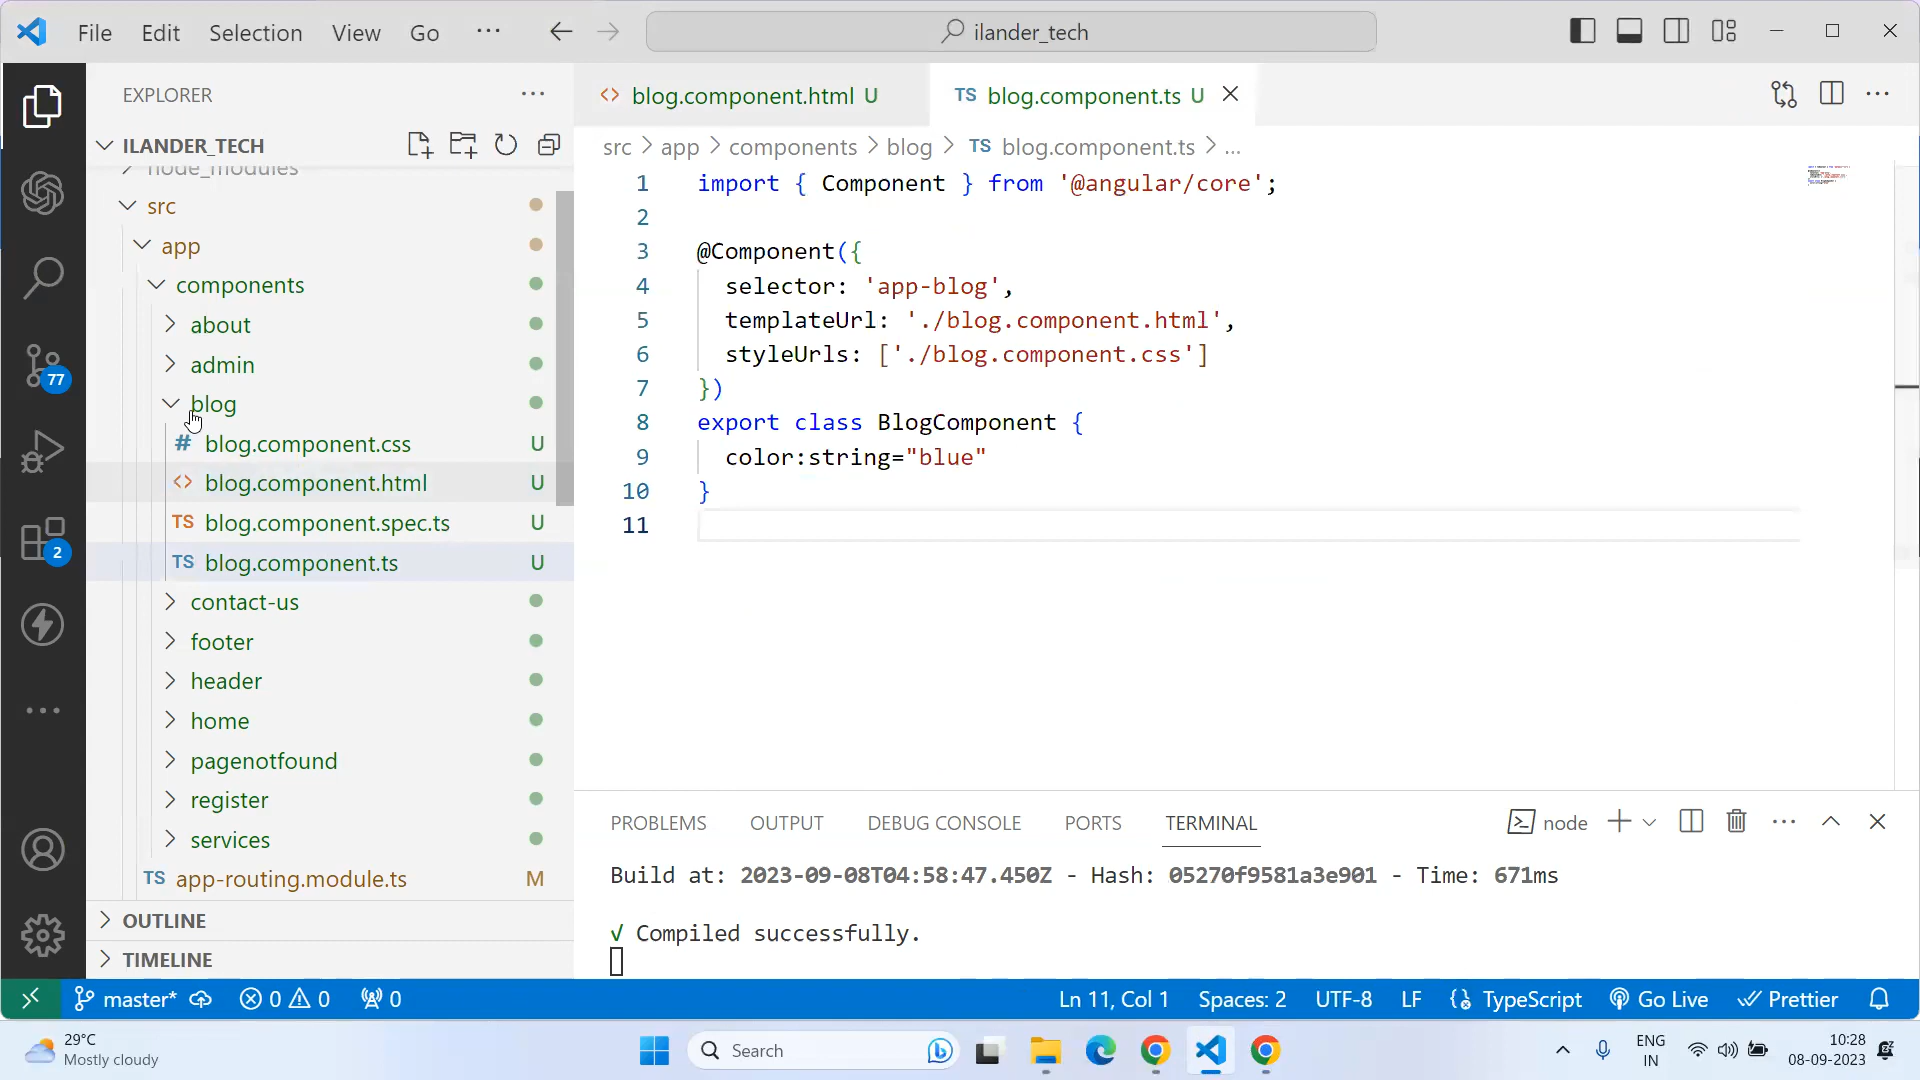 File Edit Selection View Go ... ilander_tech
EXPLORER
ILANDER_TECH
node_modules
src
app
components
about
admin
blog
# blog.component.css U
<> blog.component.html U
TS blog.component.spec.ts U
TS blog.component.ts U
contact-us
footer
header
home
pagenotfound
register
services
TS app-routing.module.ts M
OUTLINE
TIMELINE
77
2
<> blog.component.html U TS blog.component.ts U
src > app > components > blog > TS blog.component.ts > ...
1 import { Component } from '@angular/core';
2
3 @Component({
4 selector: 'app-blog',
5 templateUrl: './blog.component.html',
6 styleUrls: ['./blog.component.css']
7 })
8 export class BlogComponent {
9 color:string="blue"
10 }
11
PROBLEMS OUTPUT DEBUG CONSOLE PORTS TERMINAL node
Build at: 2023-09-08T04:58:47.450Z - Hash: 05270f9581a3e901 - Time: 671ms
√ Compiled successfully.
master* 0 0 0 Ln 11, Col 1 Spaces: 2 UTF-8 LF TypeScript Go Live Prettier
29°C
Mostly cloudy
Search
ENG
IN
10:28
08-09-2023